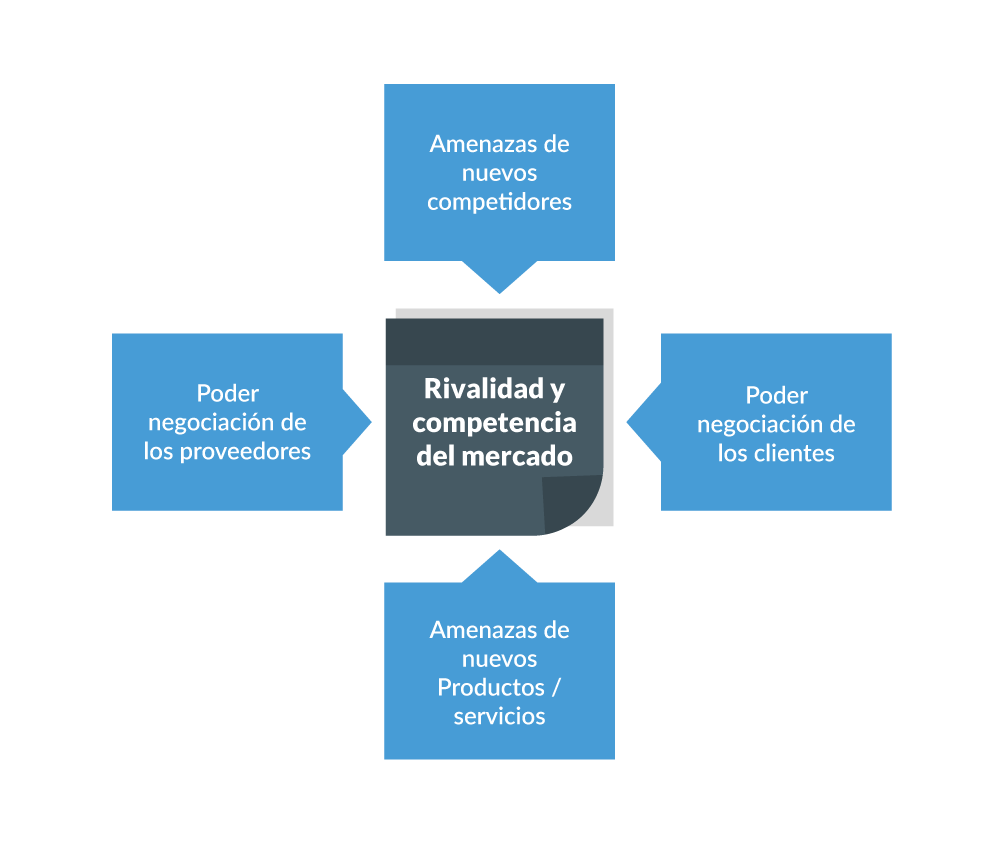 Amenazas de
nuevos
competidores
Poder
negociación de
los proveedores
Rivalidad y
competencia
del mercado
Poder
negociación de
los clientes
Amenazas de
nuevos
Productos /
servicios